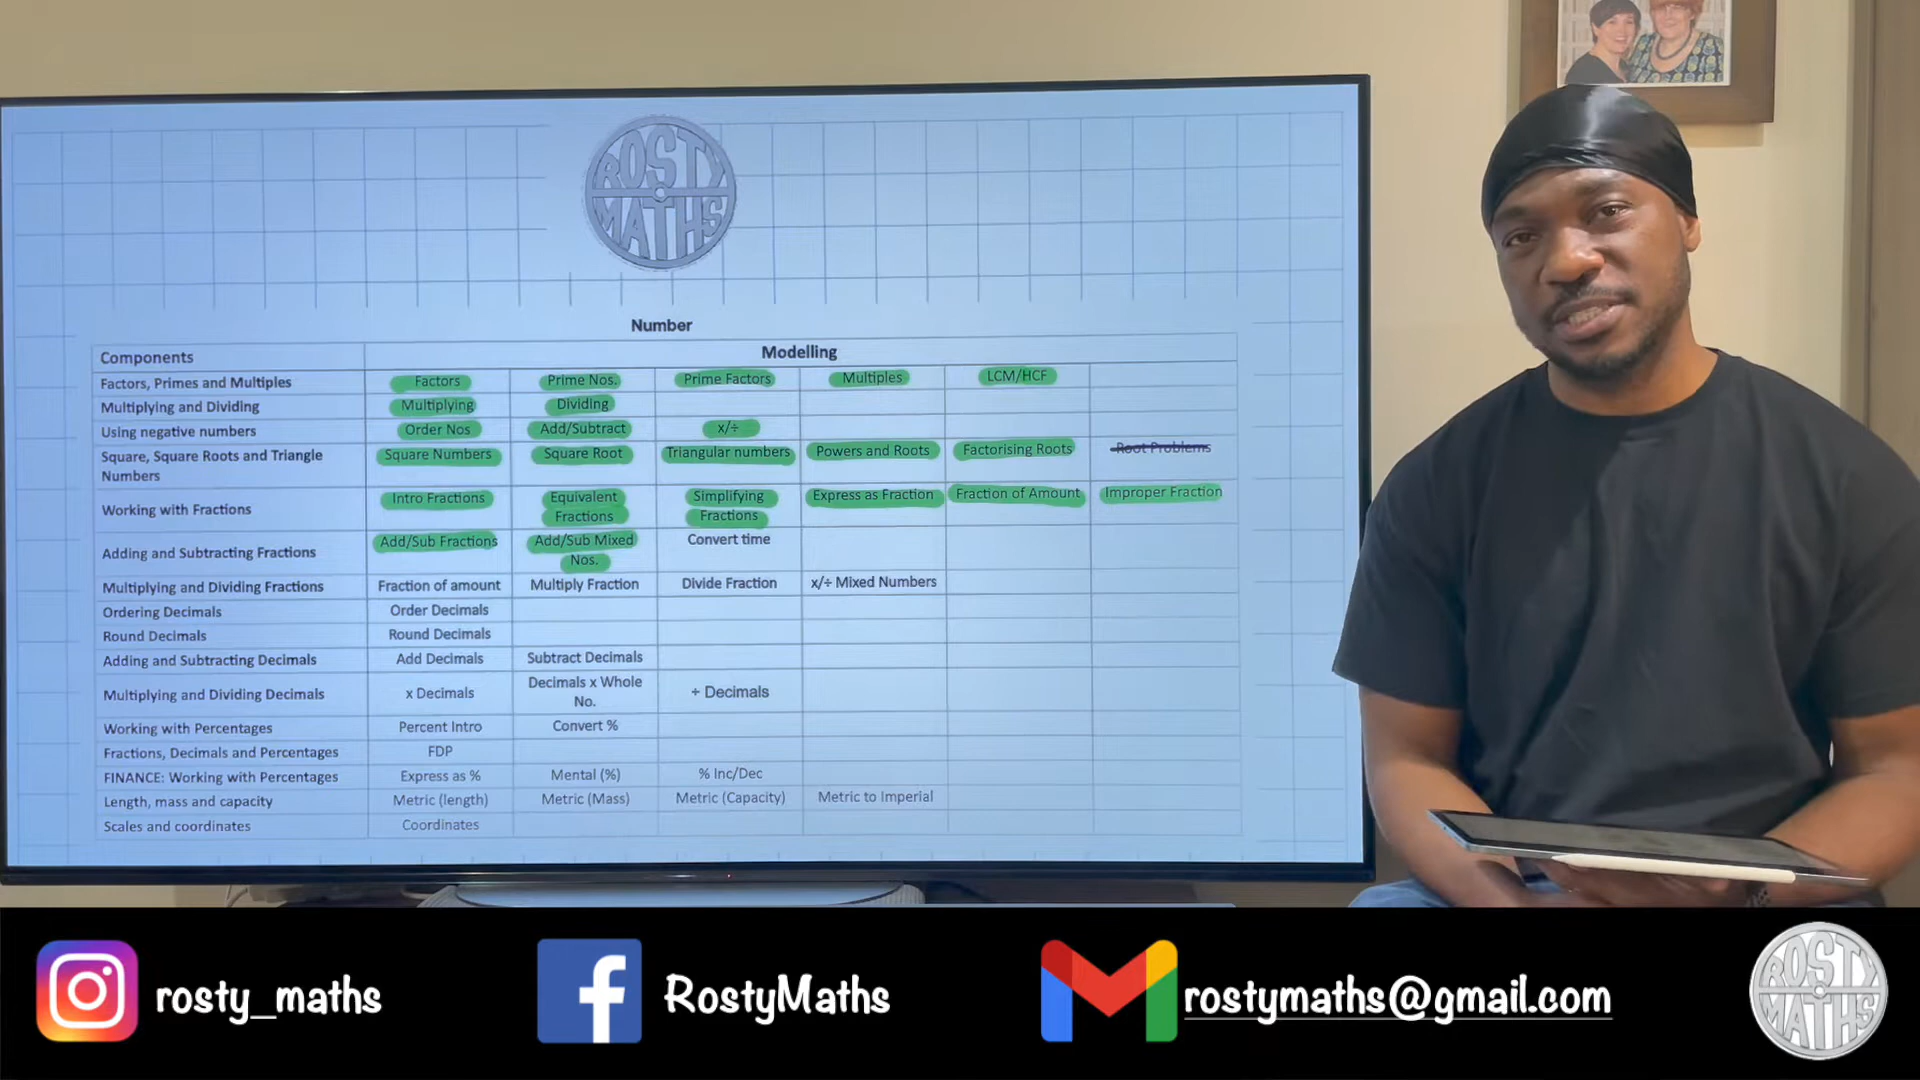 ROSTY
MATHS
Number
Components Modelling
Factors, Primes and Multiples Factors Prime Nos. Prime Factors Multiples LCM/HCF
Multiplying and Dividing Multiplying Dividing
Using negative numbers Order Nos Add/Subtract x/÷
Square, Square Roots and Triangle Numbers Square Numbers Square Root Triangular numbers Powers and Roots Factorising Roots Root Problems
Working with Fractions Intro Fractions Equivalent Fractions Simplifying Fractions Express as Fraction Fraction of Amount Improper Fraction
Adding and Subtracting Fractions Add/Sub Fractions Add/Sub Mixed Nos. Convert time
Multiplying and Dividing Fractions Fraction of amount Multiply Fraction Divide Fraction x/÷ Mixed Numbers
Ordering Decimals Order Decimals
Round Decimals Round Decimals
Adding and Subtracting Decimals Add Decimals Subtract Decimals
Multiplying and Dividing Decimals x Decimals Decimals x Whole No. ÷ Decimals
Working with Percentages Percent Intro Convert %
Fractions, Decimals and Percentages FDP
FINANCE: Working with Percentages Express as % Mental (%) % Inc/Dec
Length, mass and capacity Metric (length) Metric (Mass) Metric (Capacity) Metric to Imperial
Scales and coordinates Coordinates
rosty_maths RostyMaths rostymaths@gmail.com
ROSTY
MATHS